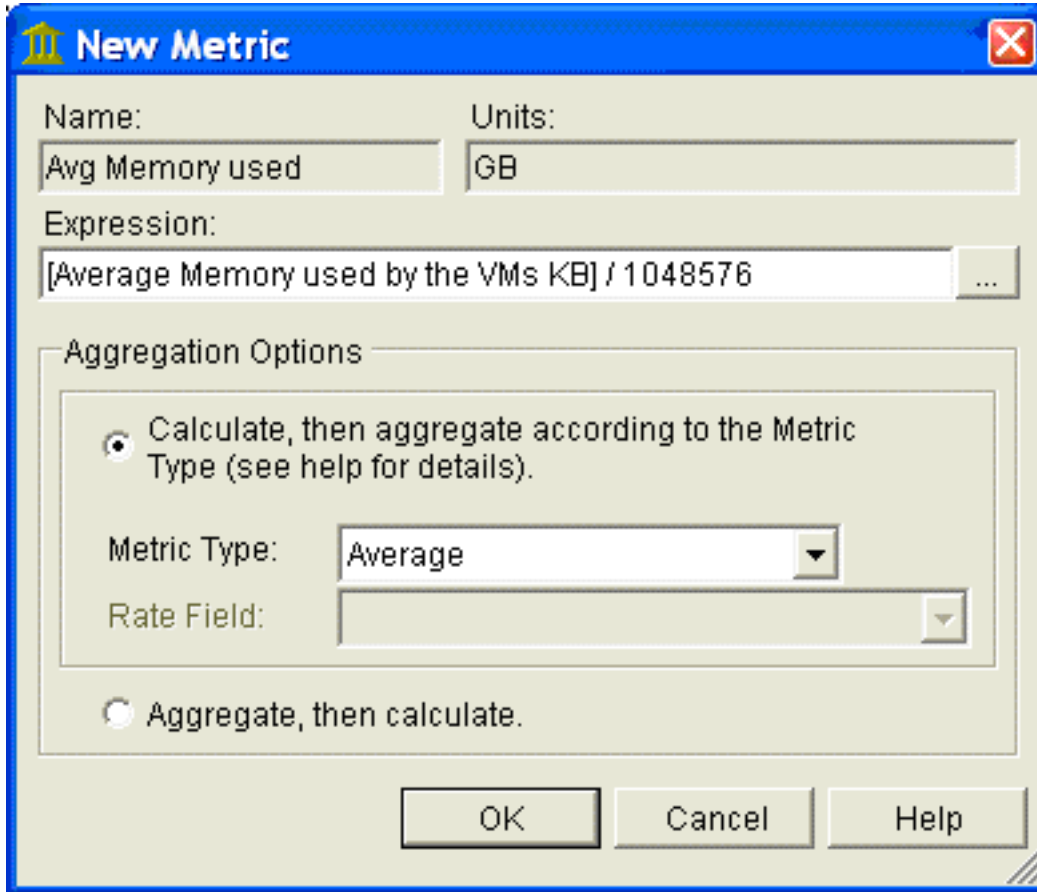 New Metric
Name:
Units:
Avg Memory used
GB
Expression:
[Average Memory used by the VMs KB] / 1048576
...
Aggregation Options
Calculate, then aggregate according to the Metric
Type (see help for details).
Metric Type:
Average
Rate Field:
Aggregate, then calculate.
OK
Cancel
Help